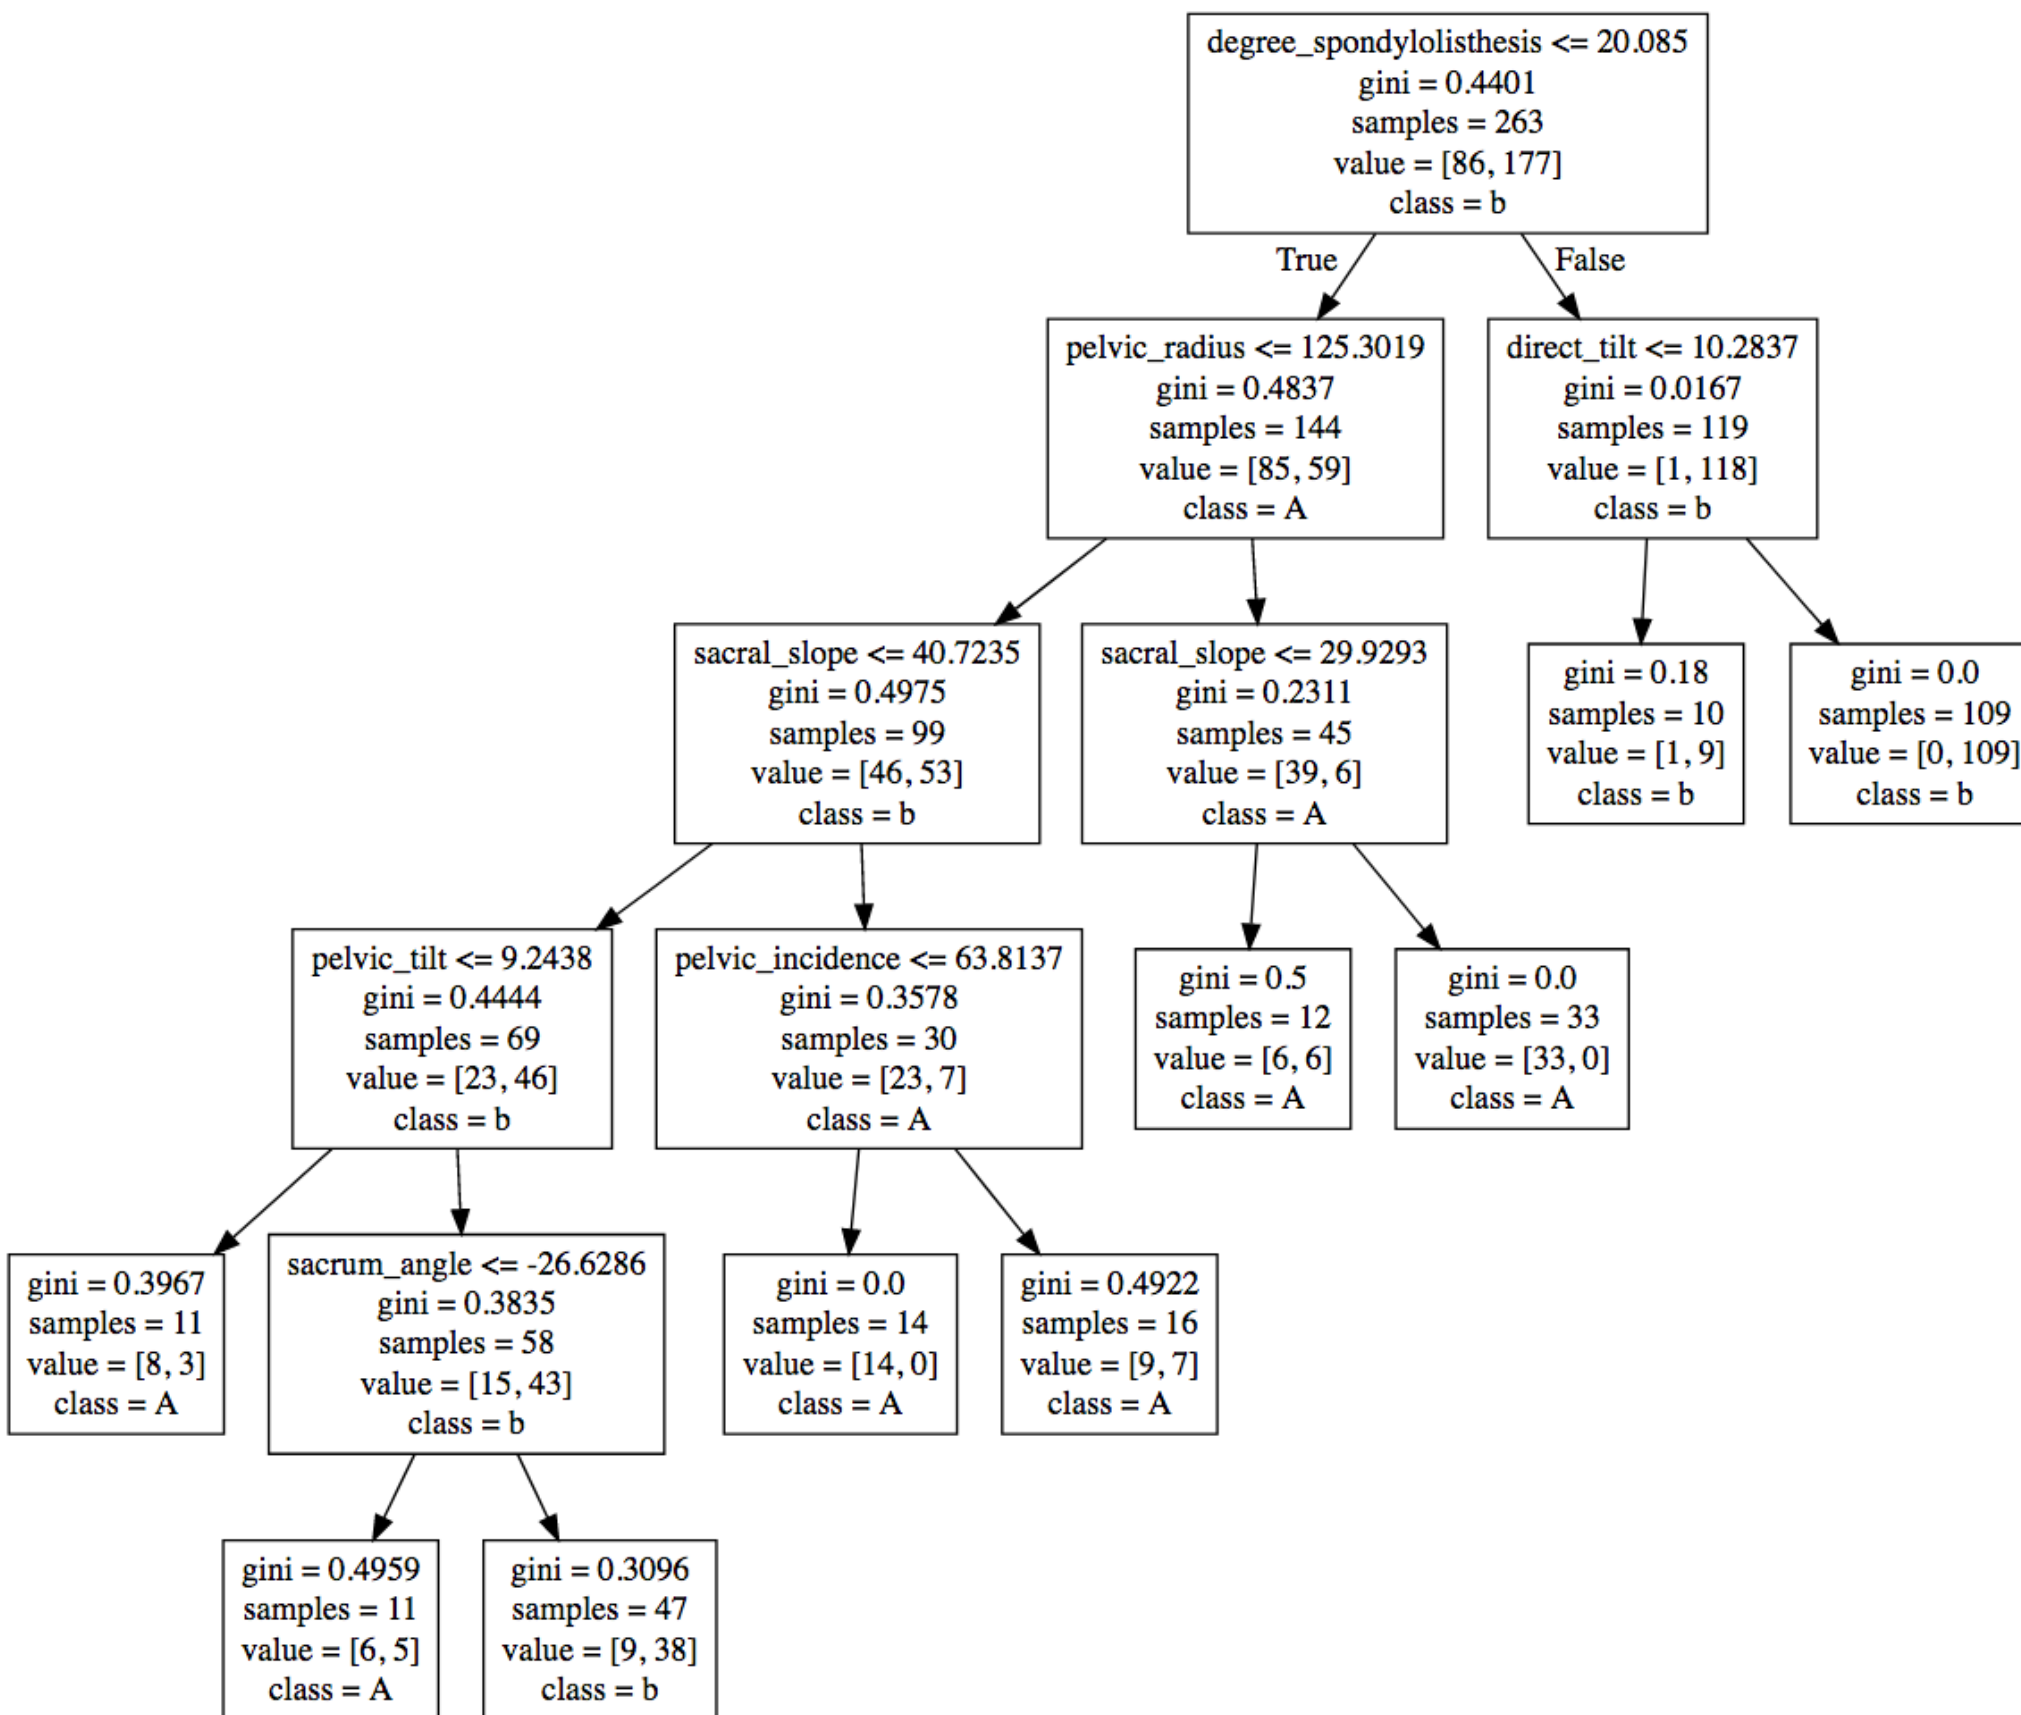 degree_spondylolisthesis <= 20.085
gini = 0.4401
samples = 263
value = [86, 177]
class = b
True
False
pelvic_radius <= 125.3019
gini = 0.4837
samples = 144
value = [85, 59]
class = A
direct_tilt <= 10.2837
gini = 0.0167
samples = 119
value = [1, 118]
class = b
sacral_slope <= 40.7235
gini = 0.4975
samples = 99
value = [46, 53]
class = b
sacral_slope <= 29.9293
gini = 0.2311
samples = 45
value = [39, 6]
class = A
gini = 0.18
samples = 10
value = [1, 9]
class = b
gini = 0.0
samples = 109
value = [0, 109]
class = b
pelvic_tilt <= 9.2438
gini = 0.4444
samples = 69
value = [23, 46]
class = b
pelvic_incidence <= 63.8137
gini = 0.3578
samples = 30
value = [23, 7]
class = A
gini = 0.5
samples = 12
value = [6, 6]
class = A
gini = 0.0
samples = 33
value = [33, 0]
class = A
gini = 0.3967
samples = 11
value = [8, 3]
class = A
sacrum_angle <= -26.6286
gini = 0.3835
samples = 58
value = [15, 43]
class = b
gini = 0.0
samples = 14
value = [14, 0]
class = A
gini = 0.4922
samples = 16
value = [9, 7]
class = A
gini = 0.4959
samples = 11
value = [6, 5]
class = A
gini = 0.3096
samples = 47
value = [9, 38]
class = b